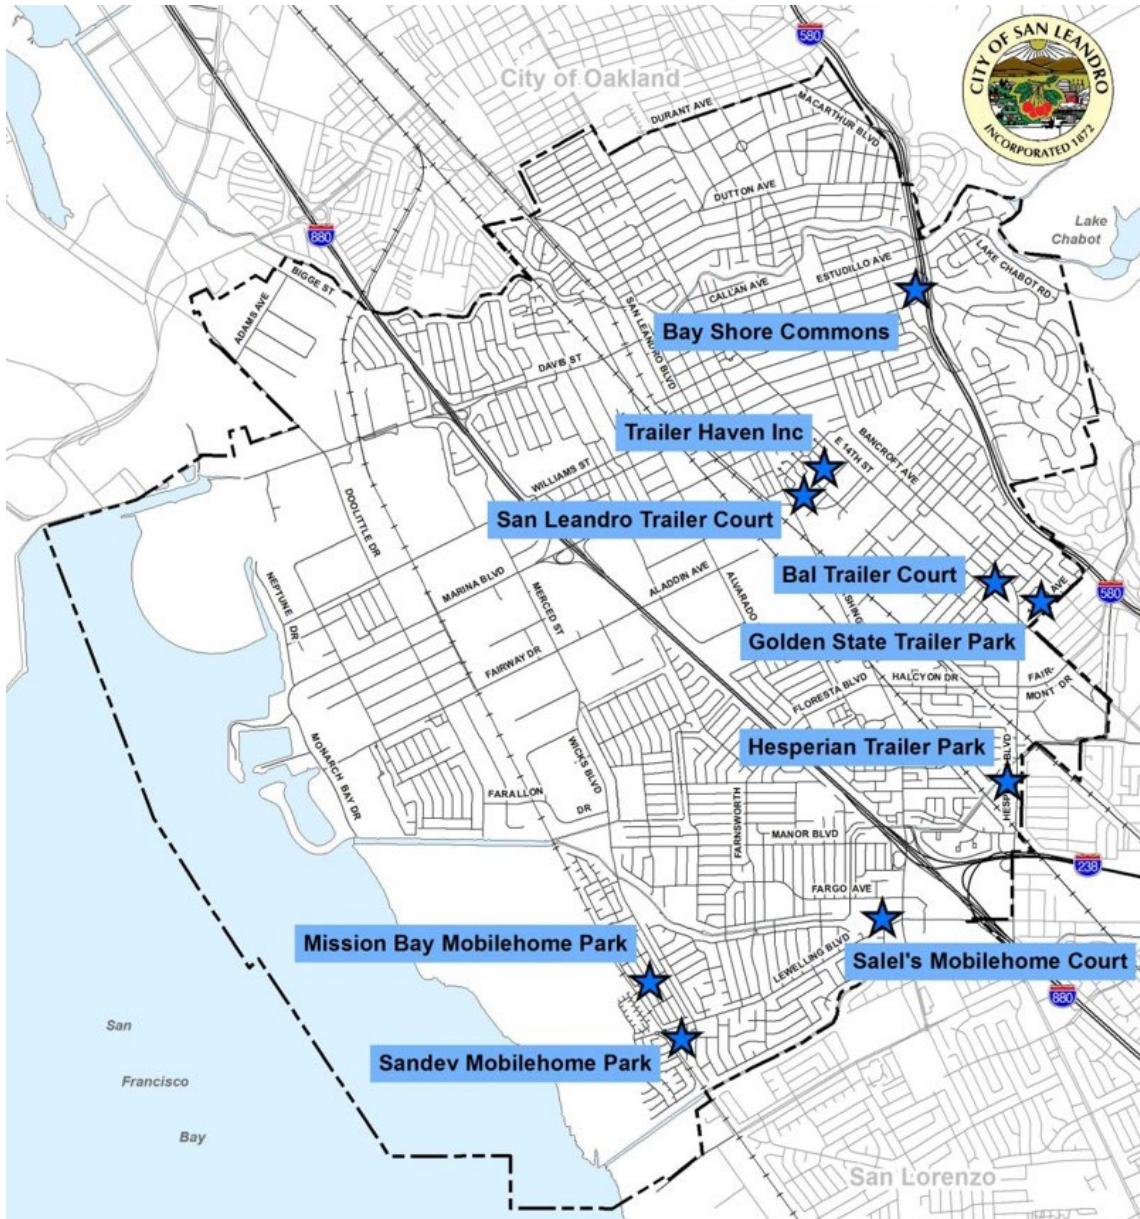 580
CITY OF SAN LEANDRO
INCORPORATED 1872
City of Oakland
DURANT AVE
MACARTHUR BLVD
DUTTON AVE
Lake
Chabot
880
BIGGE ST
ADAMS AVE
ESTUDILLO AVE
LAKE CHABOT RD
CALLAN AVE
SAN LEANDRO BLVD
Bay Shore Commons
DAVIS ST
Trailer Haven Inc
E 14TH ST
BANCROFT AVE
WILLIAMS ST
DOOLITTLE DR
San Leandro Trailer Court
MARINA BLVD
ALADDIN AVE
Bal Trailer Court
NEPTUNE DR
MERCED ST
ALVARADO
SHING
AVE
580
Golden State Trailer Park
FAIRWAY DR
HALCYON DR
FAIR-
MONT DR
FLORESTA BLVD
Hesperian Trailer Park
HESP
BLVD
MONARCH BAY DR
WICKS BLVD
FARALLON
DR
FARNSWORTH
MANOR BLVD
238
FARGO AVE
Mission Bay Mobilehome Park
LEWELLING BLVD
Salel's Mobilehome Court
880
San
Francisco
Bay
Sandev Mobilehome Park
San Lorenzo